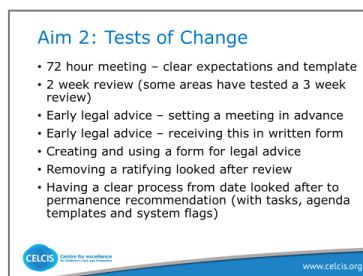 Aim 2: Tests of Change
• 72 hour meeting – clear expectations and template
• 2 week review (some areas have tested a 3 week
review)
• Early legal advice – setting a meeting in advance
• Early legal advice – receiving this in written form
• Creating and using a form for legal advice
• Removing a ratifying looked after review
• Having a clear process from date looked after to
permanence recommendation (with tasks, agenda
templates and system flags)
CELCIS
Centre for excellence
for Children's Care and Protection
www.celcis.org